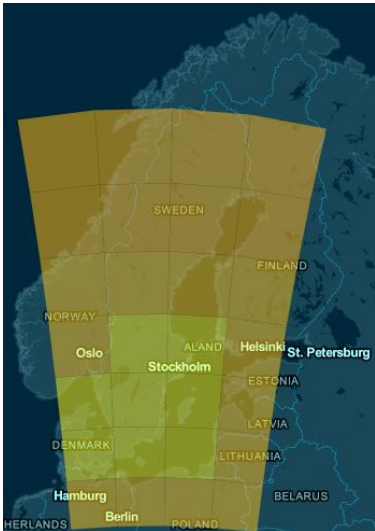 SWEDEN
FINLAND
NORWAY
Oslo
ALAND
Helsinki
St. Petersburg
Stockholm
ESTONIA
LATVIA
DENMARK
LITHUANIA
Hamburg
BELARUS
Berlin
HERLANDS
POLAND